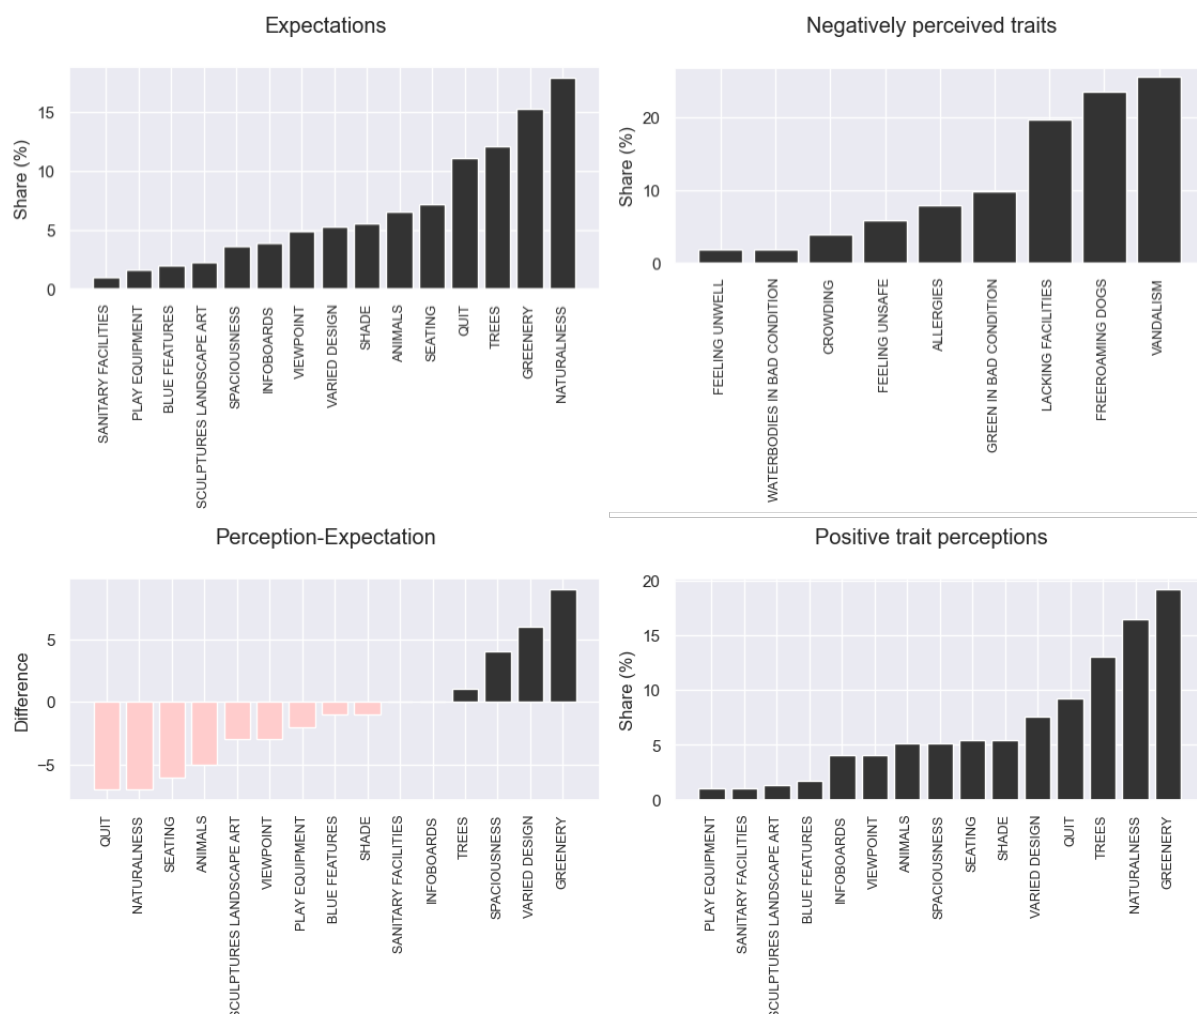 Expectations
Share (%)
15
10
5
0
SANITARY FACILITIES
PLAY EQUIPMENT
BLUE FEATURES
SCULPTURES LANDSCAPE ART
SPACIOUSNESS
INFOBOARDS
VIEWPOINT
VARIED DESIGN
SHADE
ANIMALS
SEATING
QUIT
TREES
GREENERY
NATURALNESS
Negatively perceived traits
Share (%)
20
10
0
FEELING UNWELL
WATERBODIES IN BAD CONDITION
CROWDING
FEELING UNSAFE
ALLERGIES
GREEN IN BAD CONDITION
LACKING FACILITIES
FREEROAMING DOGS
VANDALISM
Perception-Expectation
Difference
5
0
−5
QUIT
NATURALNESS
SEATING
ANIMALS
SCULPTURES LANDSCAPE ART
VIEWPOINT
PLAY EQUIPMENT
BLUE FEATURES
SHADE
SANITARY FACILITIES
INFOBOARDS
TREES
SPACIOUSNESS
VARIED DESIGN
GREENERY
Positive trait perceptions
Share (%)
20
15
10
5
0
PLAY EQUIPMENT
SANITARY FACILITIES
SCULPTURES LANDSCAPE ART
BLUE FEATURES
INFOBOARDS
VIEWPOINT
ANIMALS
SPACIOUSNESS
SEATING
SHADE
VARIED DESIGN
QUIT
TREES
NATURALNESS
GREENERY